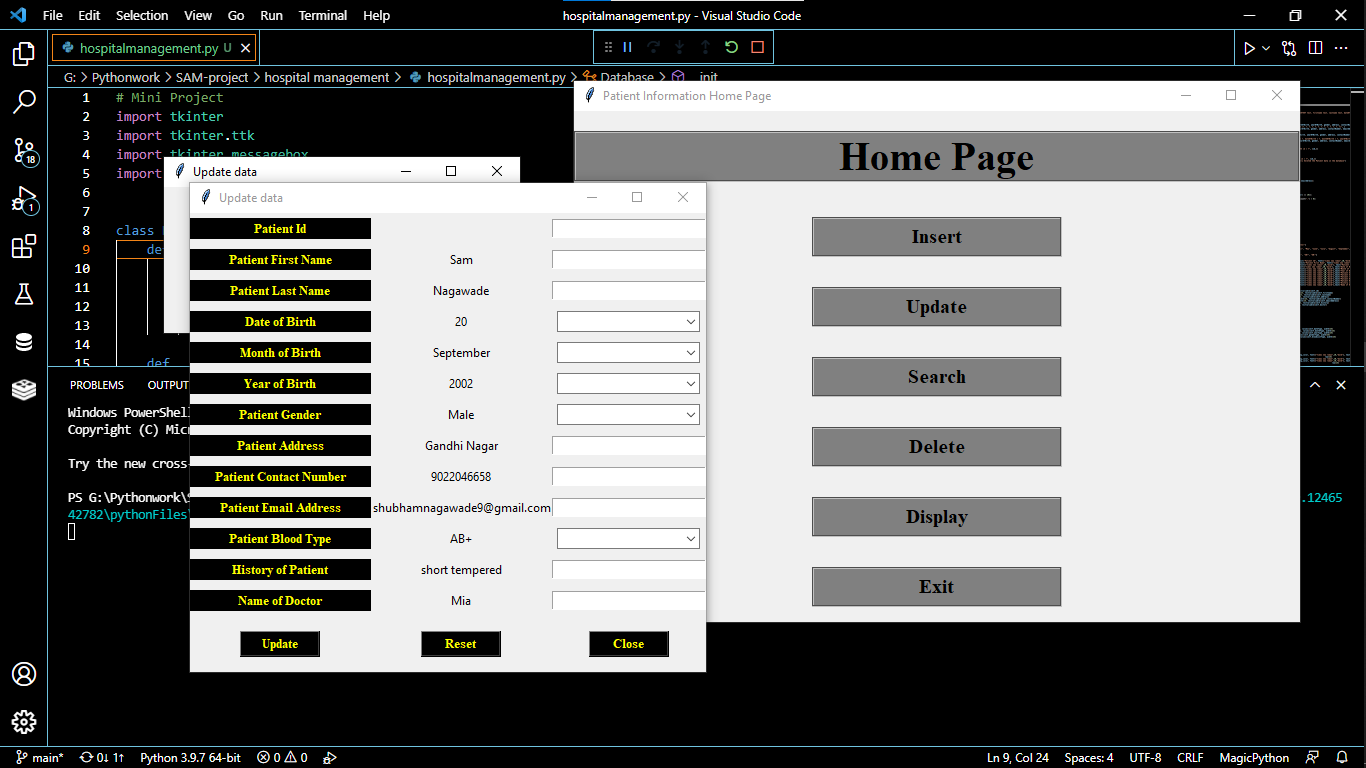 File Edit Selection View Go Run Terminal Help
hospitalmanagement.py - Visual Studio Code
hospitalmanagement.py U
G: > Pythonwork > SAM-project > hospital management > hospitalmanagement.py > Database > __init
1 # Mini Project
2 import tkinter
3 import tkinter.ttk
4 import tkinter.messagebox
5 import
6
7
8 class
9 de
10
11
12
13
14
15 def
18
1
Patient Information Home Page
Home Page
Insert
Update
Search
Delete
Display
Exit
Update data
Update data
Patient Id
Patient First Name Sam
Patient Last Name Nagawade
Date of Birth 20
Month of Birth September
Year of Birth 2002
Patient Gender Male
Patient Address Gandhi Nagar
Patient Contact Number 9022046658
Patient Email Address shubhamnagawade9@gmail.com
Patient Blood Type AB+
History of Patient short tempered
Name of Doctor Mia
Update Reset Close
PROBLEMS OUTPUT
Windows PowerShell
Copyright (C) Mic
Try the new cross-
PS G:\Pythonwork\S .12465
42782\pythonFiles\
main* 0↓ 1↑ Python 3.9.7 64-bit 0 0
Ln 9, Col 24 Spaces: 4 UTF-8 CRLF MagicPython